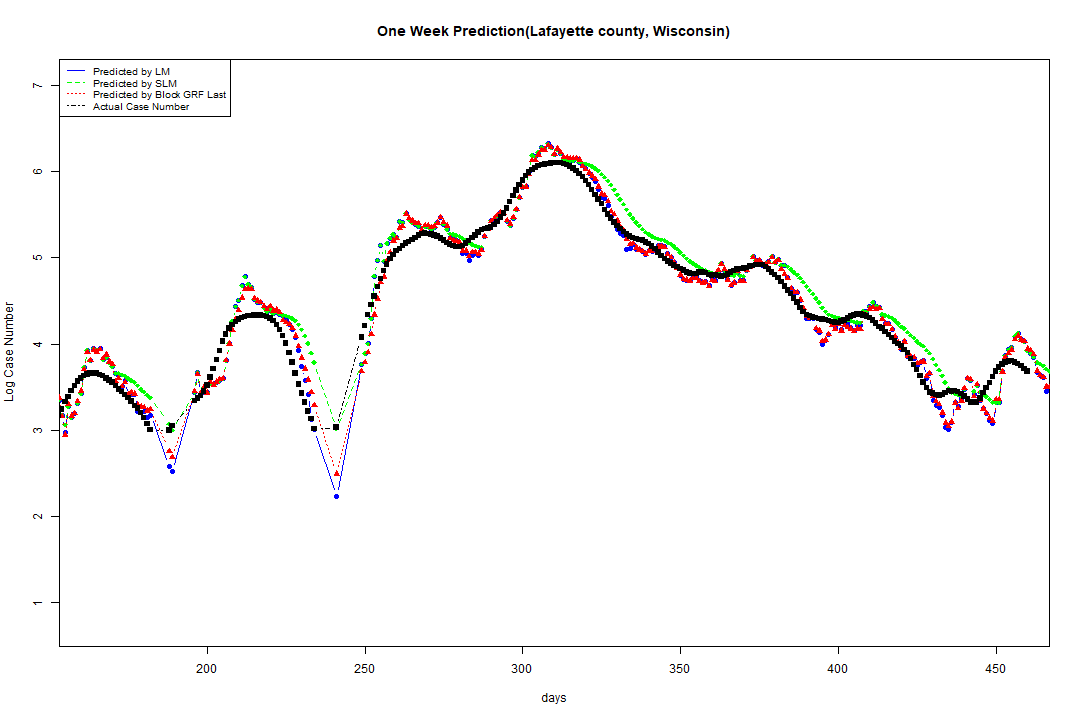 One Week Prediction(Lafayette county, Wisconsin)
Predicted by LM
Predicted by SLM
Predicted by Block GRF Last
Actual Case Number
7
6
5
4
3
2
1
Log Case Number
200 250 300 350 400 450
days